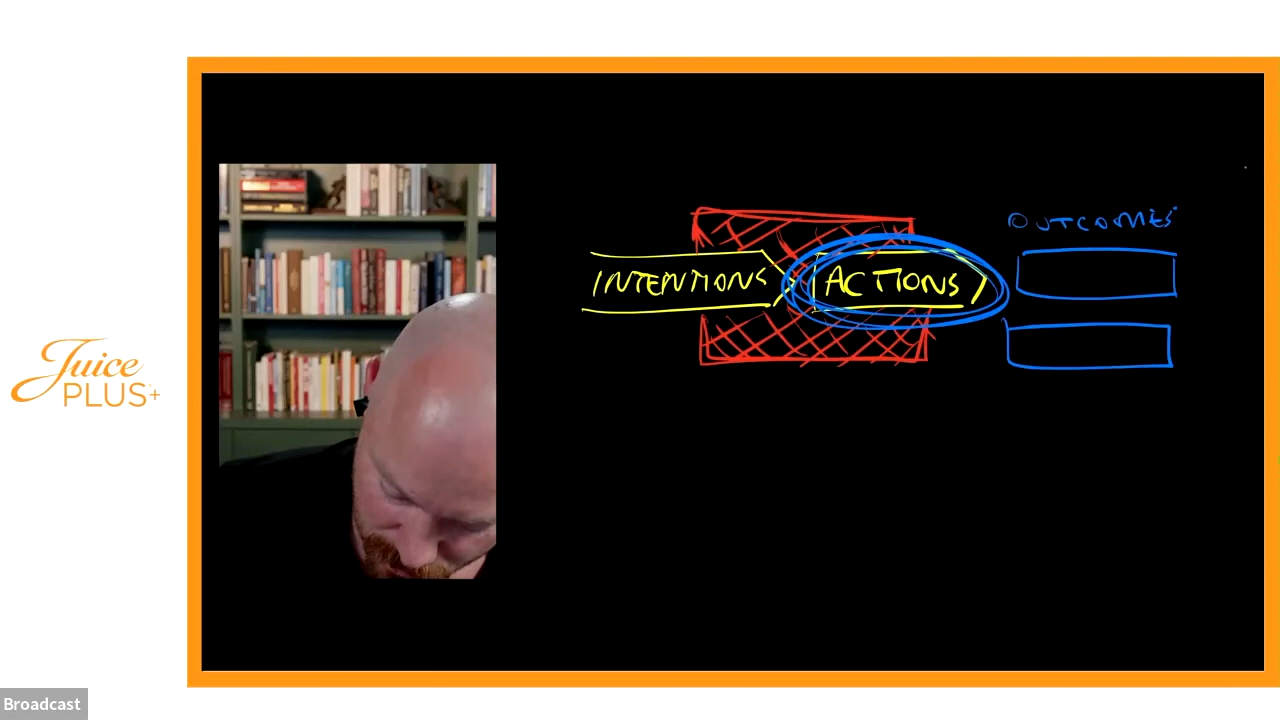 Juice
PLUS+
OUTCOMES
INTENTIONS
ACTIONS
Broadcast